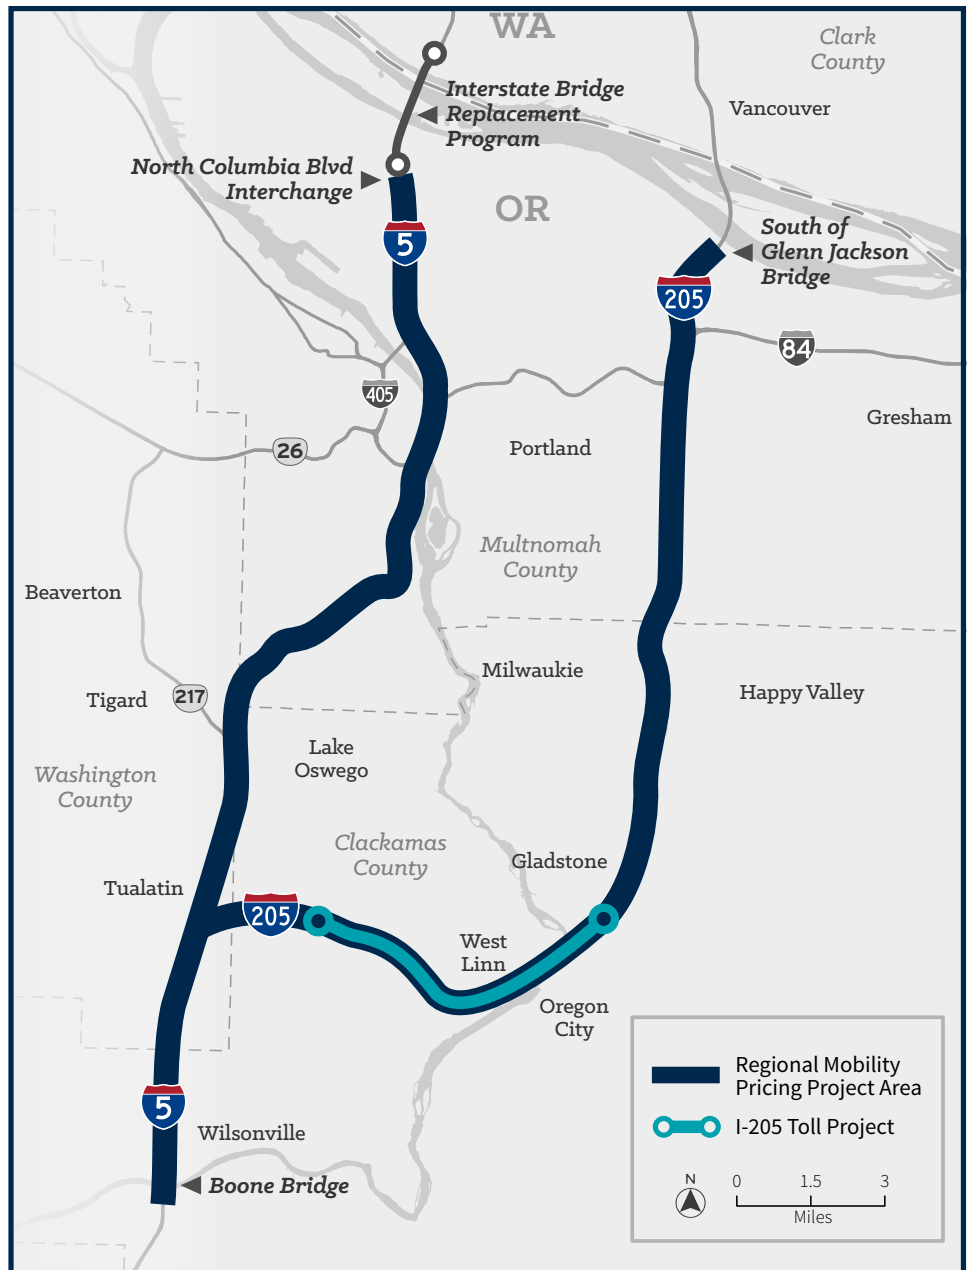 WA
Clark
County
Interstate Bridge
Replacement
Program
Vancouver
North Columbia Blvd
Interchange
OR
South of
Glenn Jackson
Bridge
5
205
84
405
Gresham
26
Portland
Multnomah
County
Beaverton
Milwaukie
Tigard
217
Happy Valley
Lake
Oswego
Washington
County
Clackamas
County
Gladstone
Tualatin
205
West
Linn
Oregon
City
5
Wilsonville
Boone Bridge
Regional Mobility
Pricing Project Area
I-205 Toll Project
N
0 1.5 3
Miles